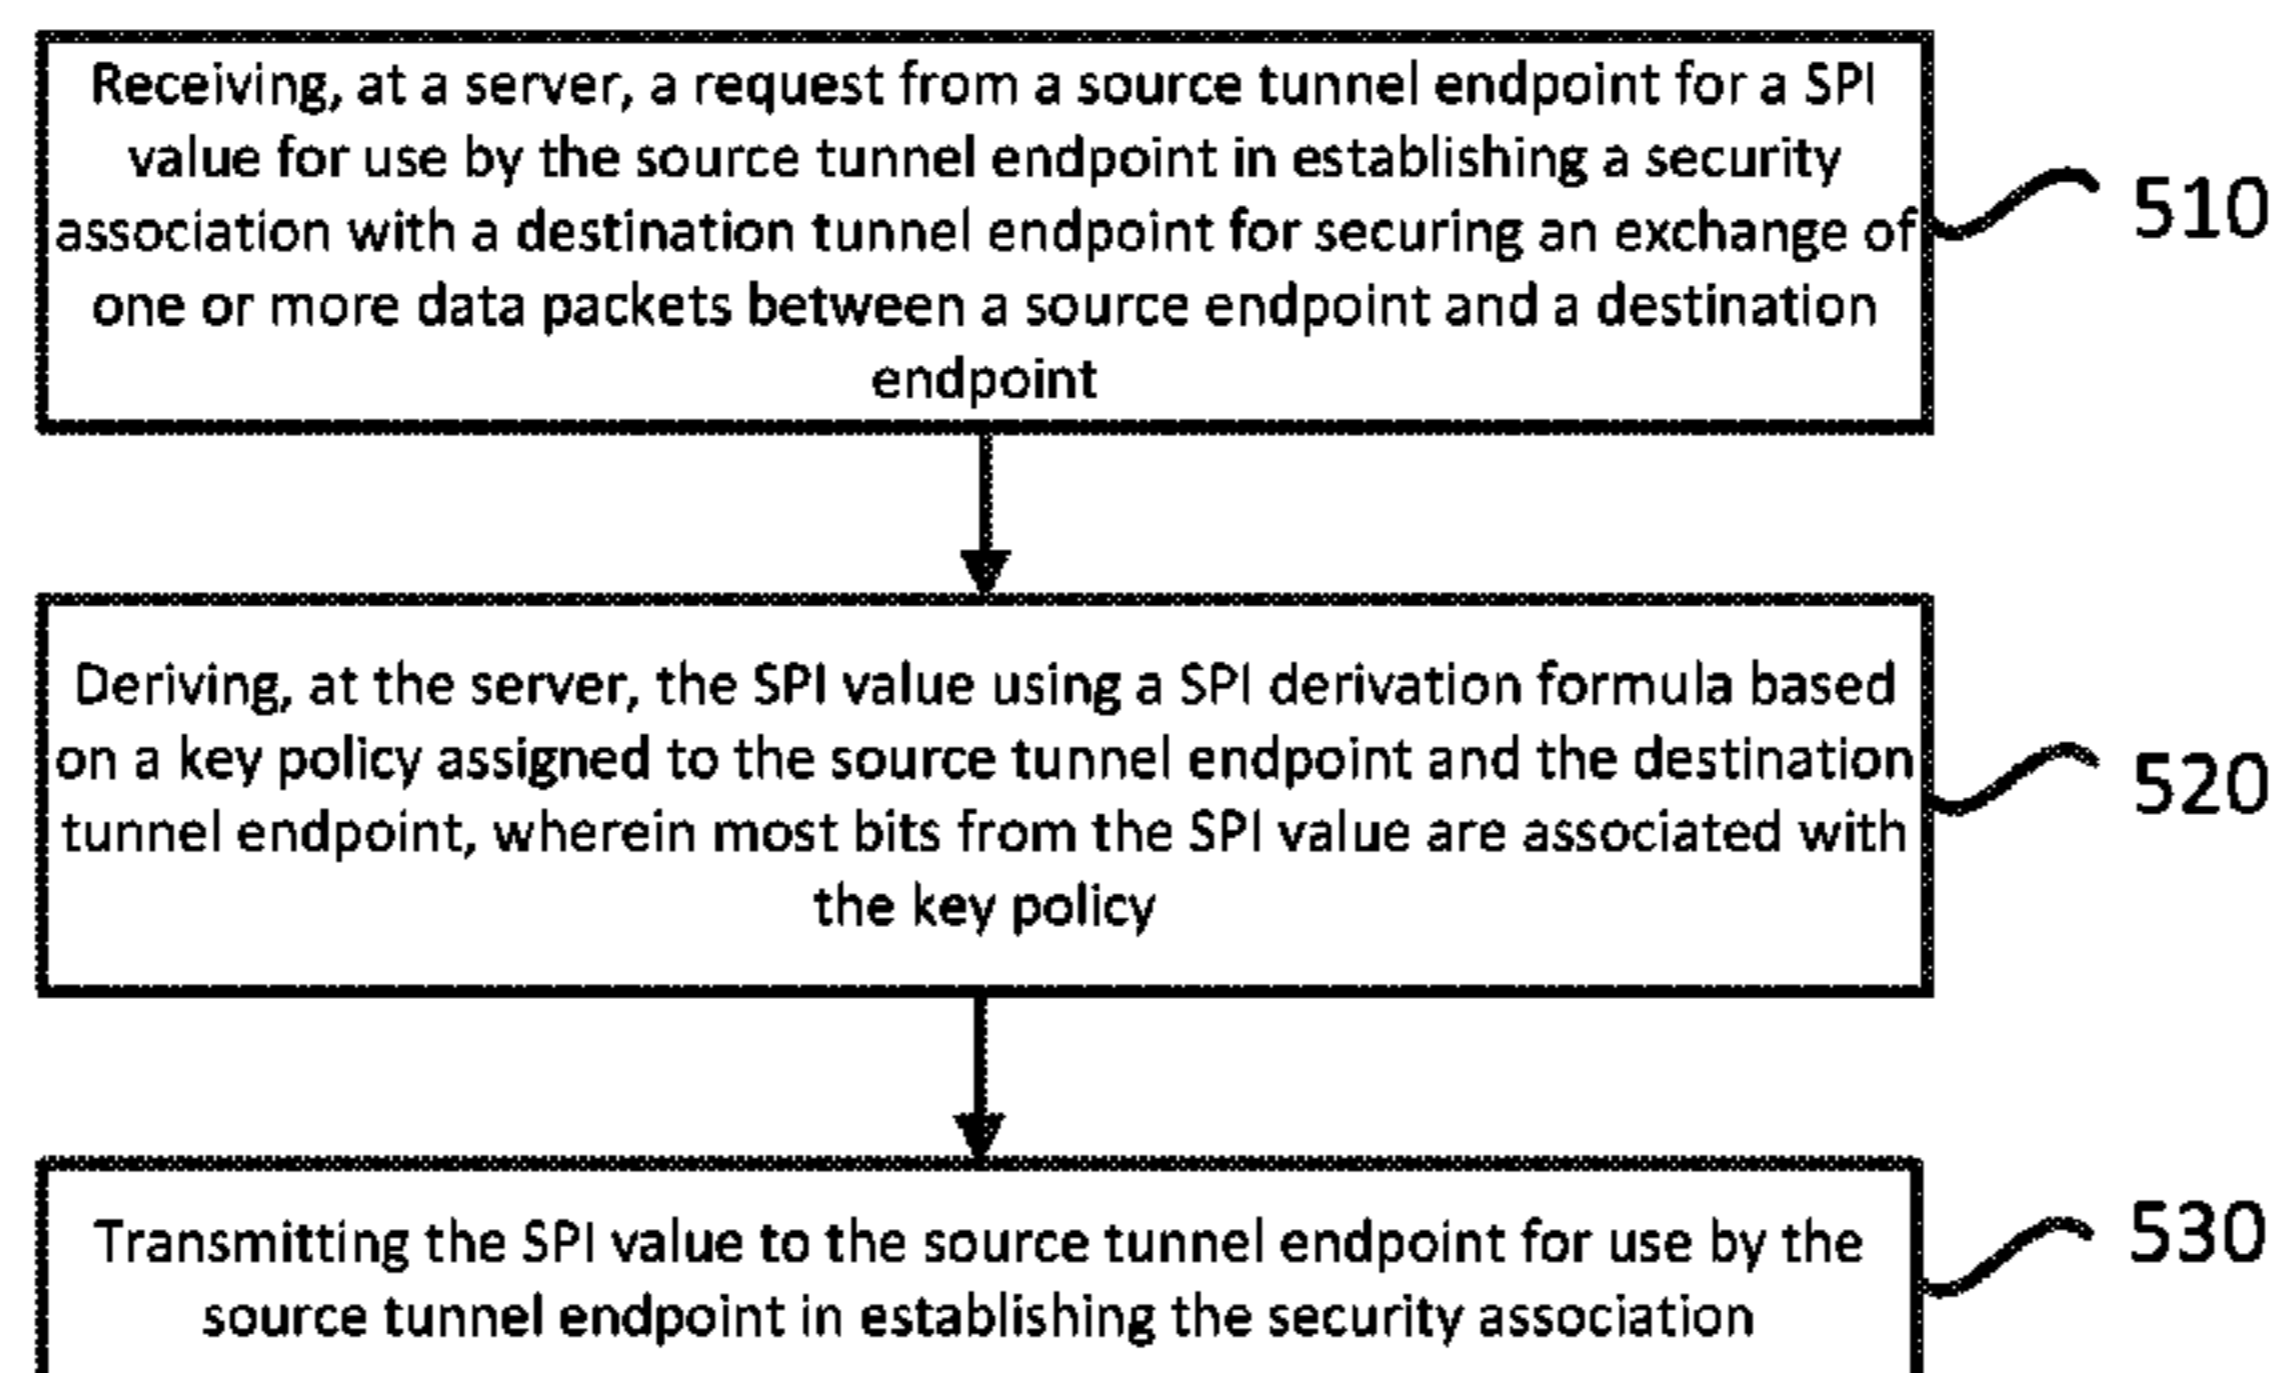 Receiving, at a server, a request from a source tunnel endpoint for a SPI
value for use by the source tunnel endpoint in establishing a security
association with a destination tunnel endpoint for securing an exchange of
one or more data packets between a source endpoint and a destination
endpoint
510
Deriving, at the server, the SPI value using a SPI derivation formula based
on a key policy assigned to the source tunnel endpoint and the destination
tunnel endpoint, wherein most bits from the SPI value are associated with
the key policy
520
Transmitting the SPI value to the source tunnel endpoint for use by the
source tunnel endpoint in establishing the security association
530